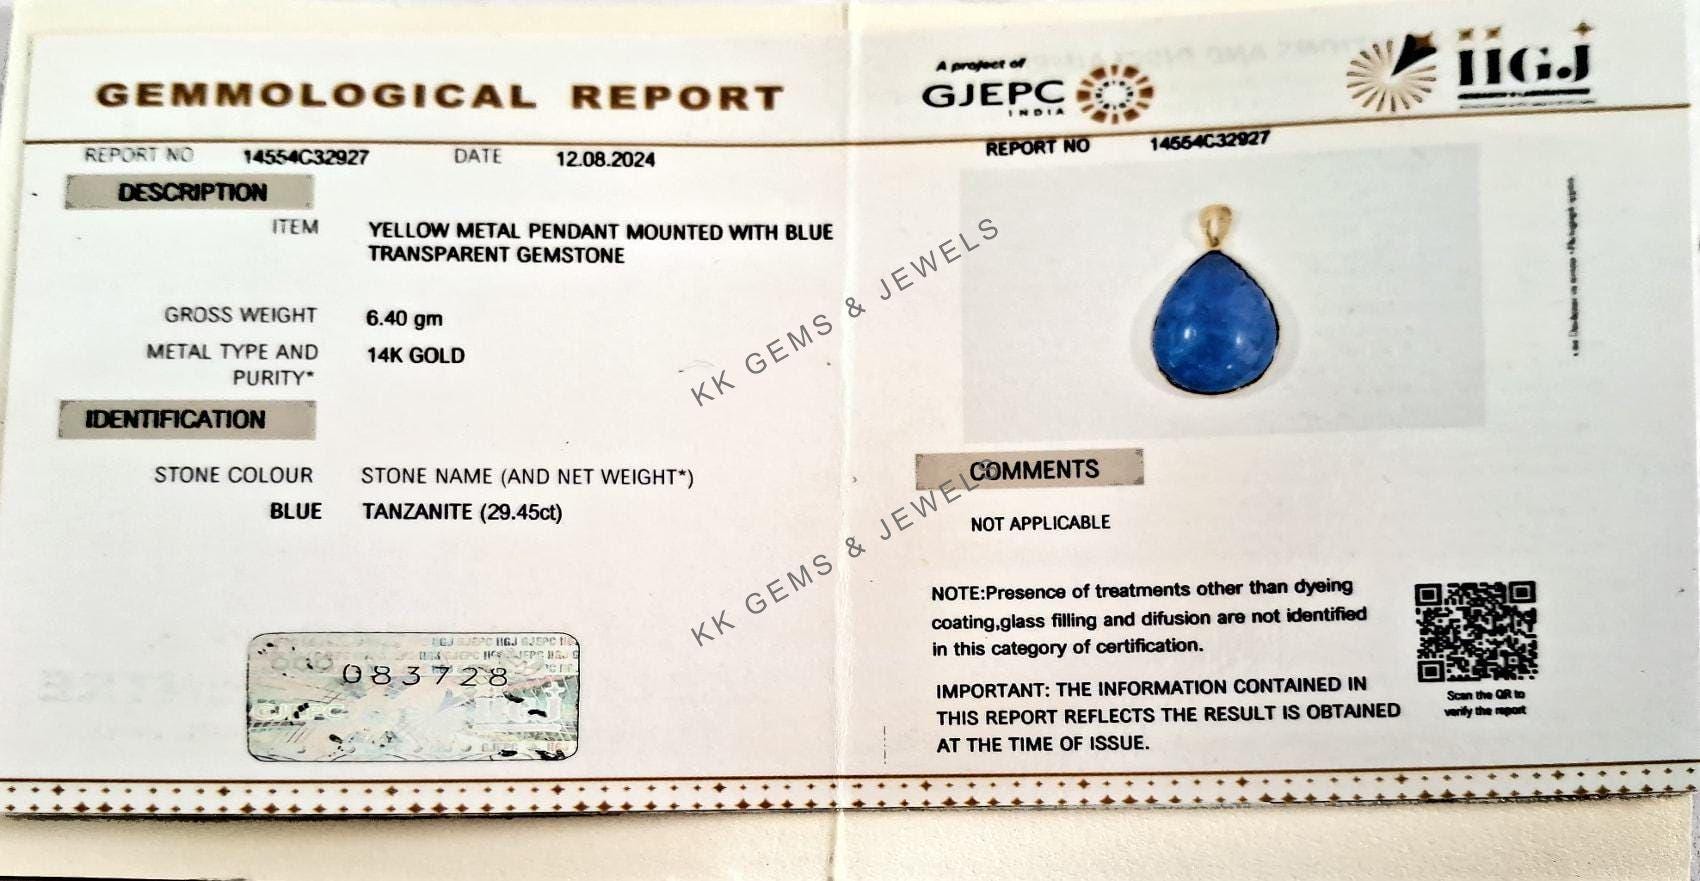 GEMMOLOGICAL REPORT
REPORT NO 14554C32927 DATE 12.08.2024
DESCRIPTION
ITEM YELLOW METAL PENDANT MOUNTED WITH BLUE
TRANSPARENT GEMSTONE
GROSS WEIGHT 6.40 gm
METAL TYPE AND 14K GOLD
PURITY*
IDENTIFICATION
STONE COLOUR STONE NAME (AND NET WEIGHT*)
BLUE TANZANITE (29.45ct)
083728
GJEPC IIGJ
A project of
GJEPC
INDIA
IIGJ
REPORT NO 14554C32927
COMMENTS
NOT APPLICABLE
NOTE:Presence of treatments other than dyeing
coating,glass filling and difusion are not identified
in this category of certification.
IMPORTANT: THE INFORMATION CONTAINED IN
THIS REPORT REFLECTS THE RESULT IS OBTAINED
AT THE TIME OF ISSUE.
Scan the QR to
verify the report
KK GEMS & JEWELS
KK GEMS & JEWELS